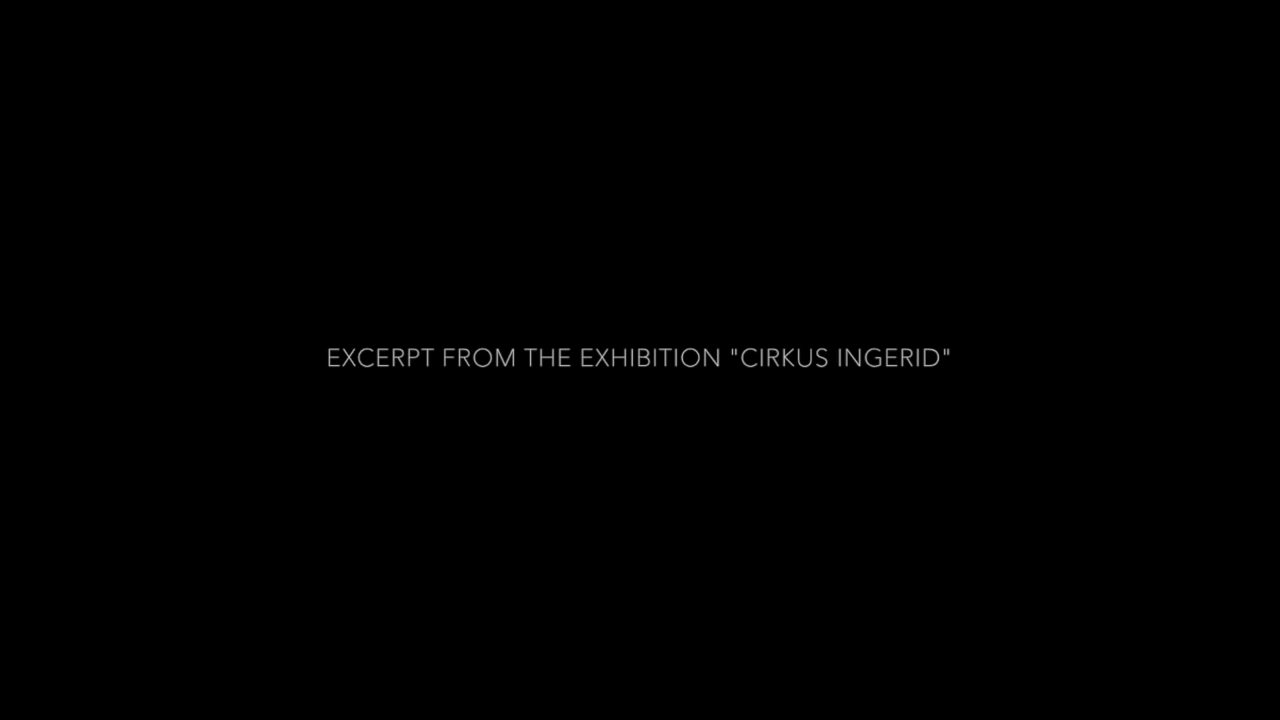 EXCERPT FROM THE EXHIBITION "CIRKUS INGERID"